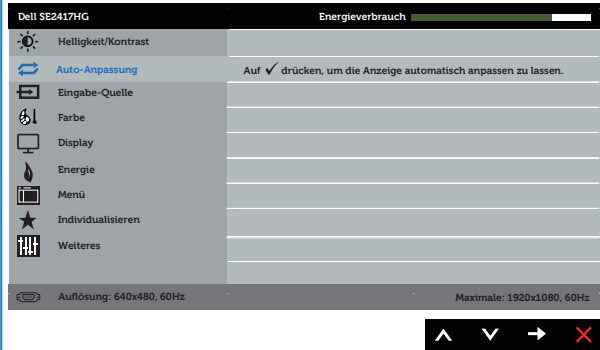 Dell SE2417HG Energieverbrauch
Helligkeit/Kontrast
Auto-Anpassung Auf ✓ drücken, um die Anzeige automatisch anpassen zu lassen.
Eingabe-Quelle
Farbe
Display
Energie
Menü
Individualisieren
Weiteres
Auflösung: 640x480, 60Hz Maximale: 1920x1080, 60Hz